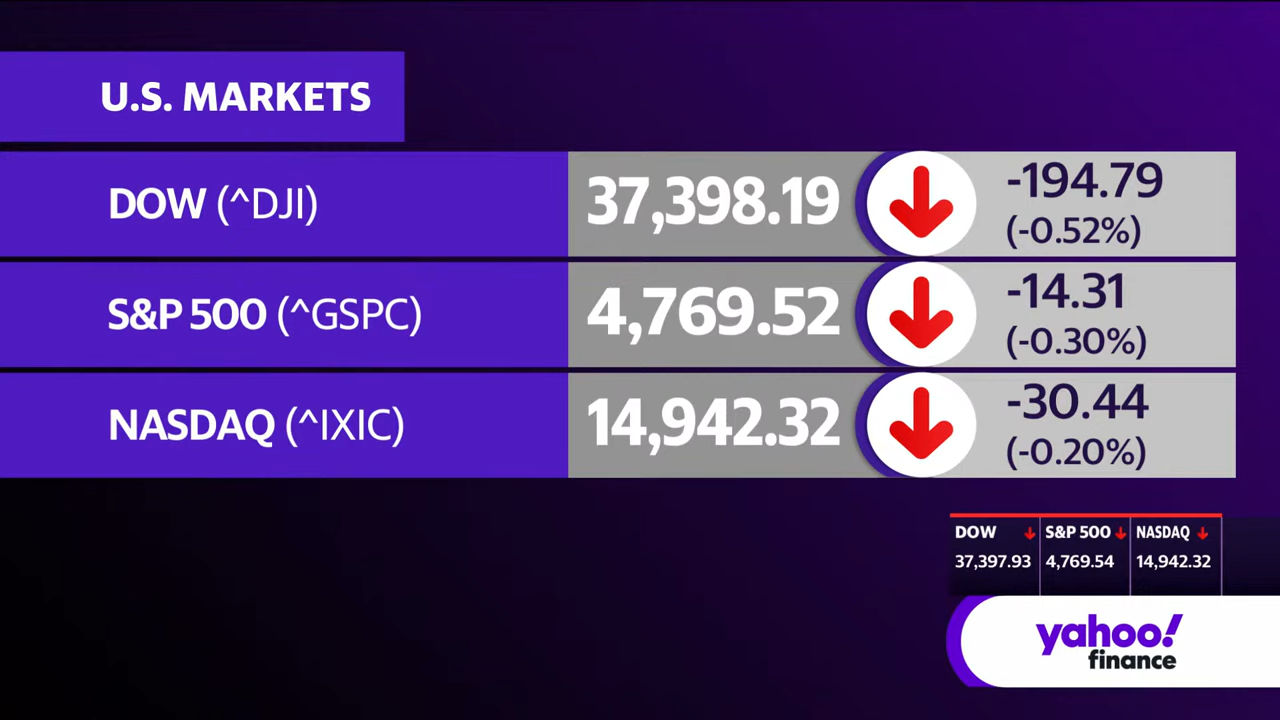 U.S. MARKETS
DOW (^DJI) 37,398.19 -194.79
(-0.52%)
S&P 500 (^GSPC) 4,769.52 -14.31
(-0.30%)
NASDAQ (^IXIC) 14,942.32 -30.44
(-0.20%)
DOW S&P 500 NASDAQ
37,397.93 4,769.54 14,942.32
yahoo!
finance